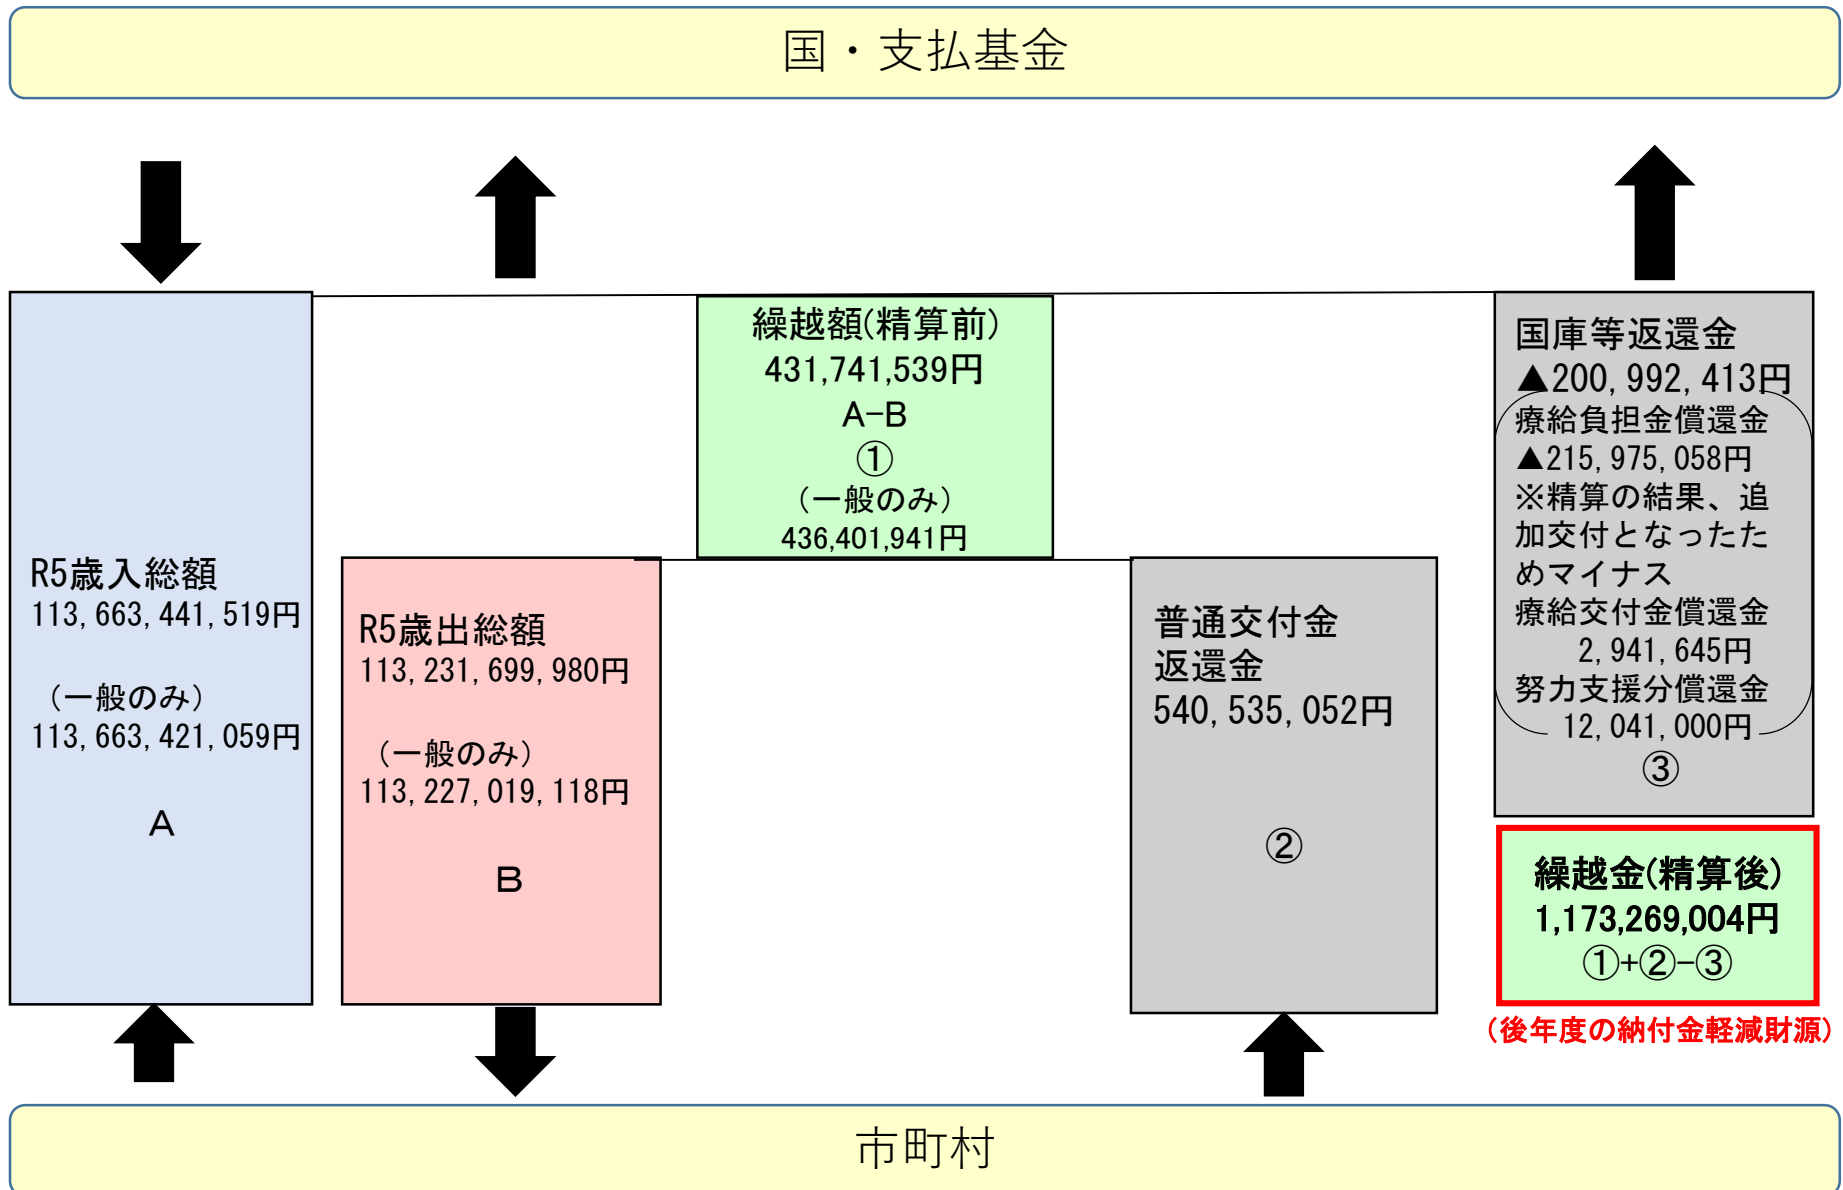 国・支払基金
R5歳入総額
113,663,441,519円
（一般のみ）
113,663,421,059円
A
R5歳出総額
113,231,699,980円
（一般のみ）
113,227,019,118円
B
繰越額(精算前)
431,741,539円
A−B
①
（一般のみ）
436,401,941円
普通交付金
返還金
540,535,052円
②
国庫等返還金
▲200,992,413円
療給負担金償還金
▲215,975,058円
※精算の結果、追
加交付となったた
めマイナス
療給交付金償還金
2,941,645円
努力支援分償還金
12,041,000円
③
繰越金(精算後)
1,173,269,004円
①+②−③
（後年度の納付金軽減財源）
市町村